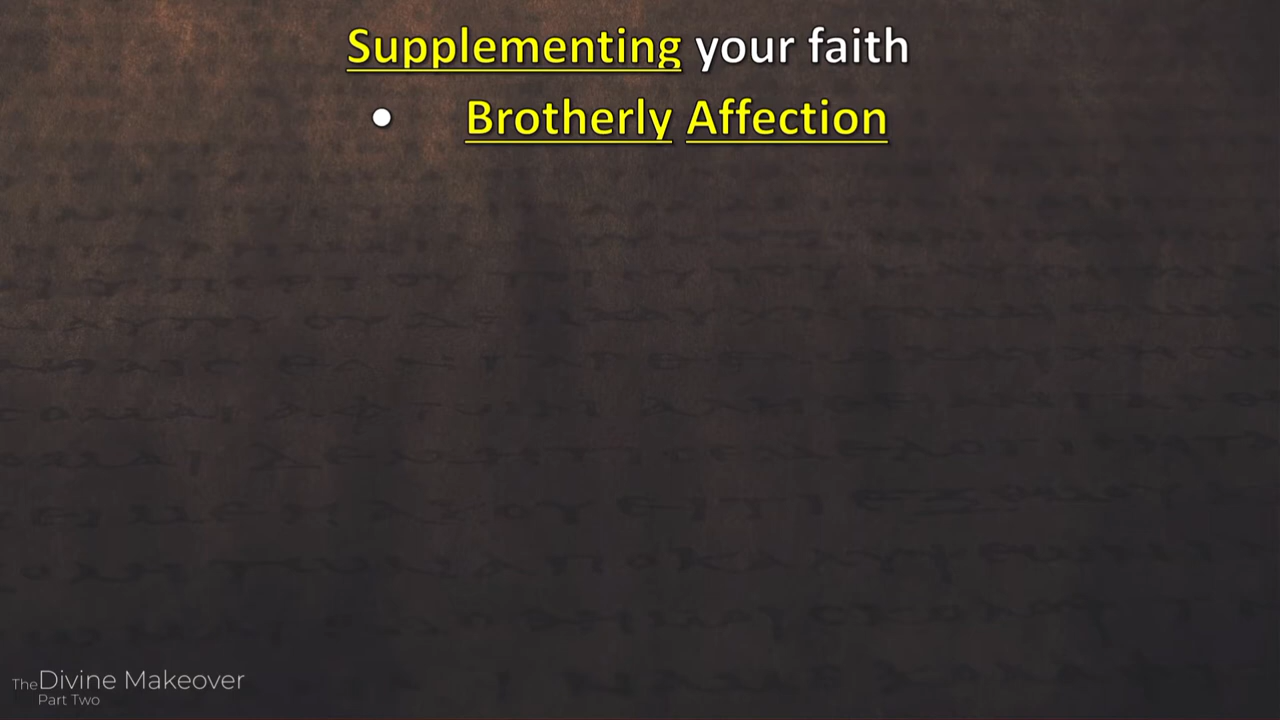 Supplementing your faith
• Brotherly Affection
The Divine Makeover
Part Two